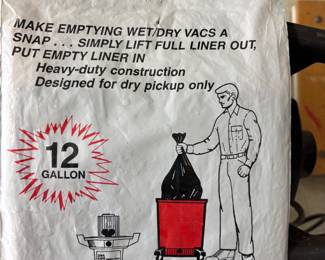 MAKE EMPTYING WET/DRY VACS A
SNAP . . . SIMPLY LIFT FULL LINER OUT,
PUT EMPTY LINER IN
Heavy-duty construction
Designed for dry pickup only
12
GALLON